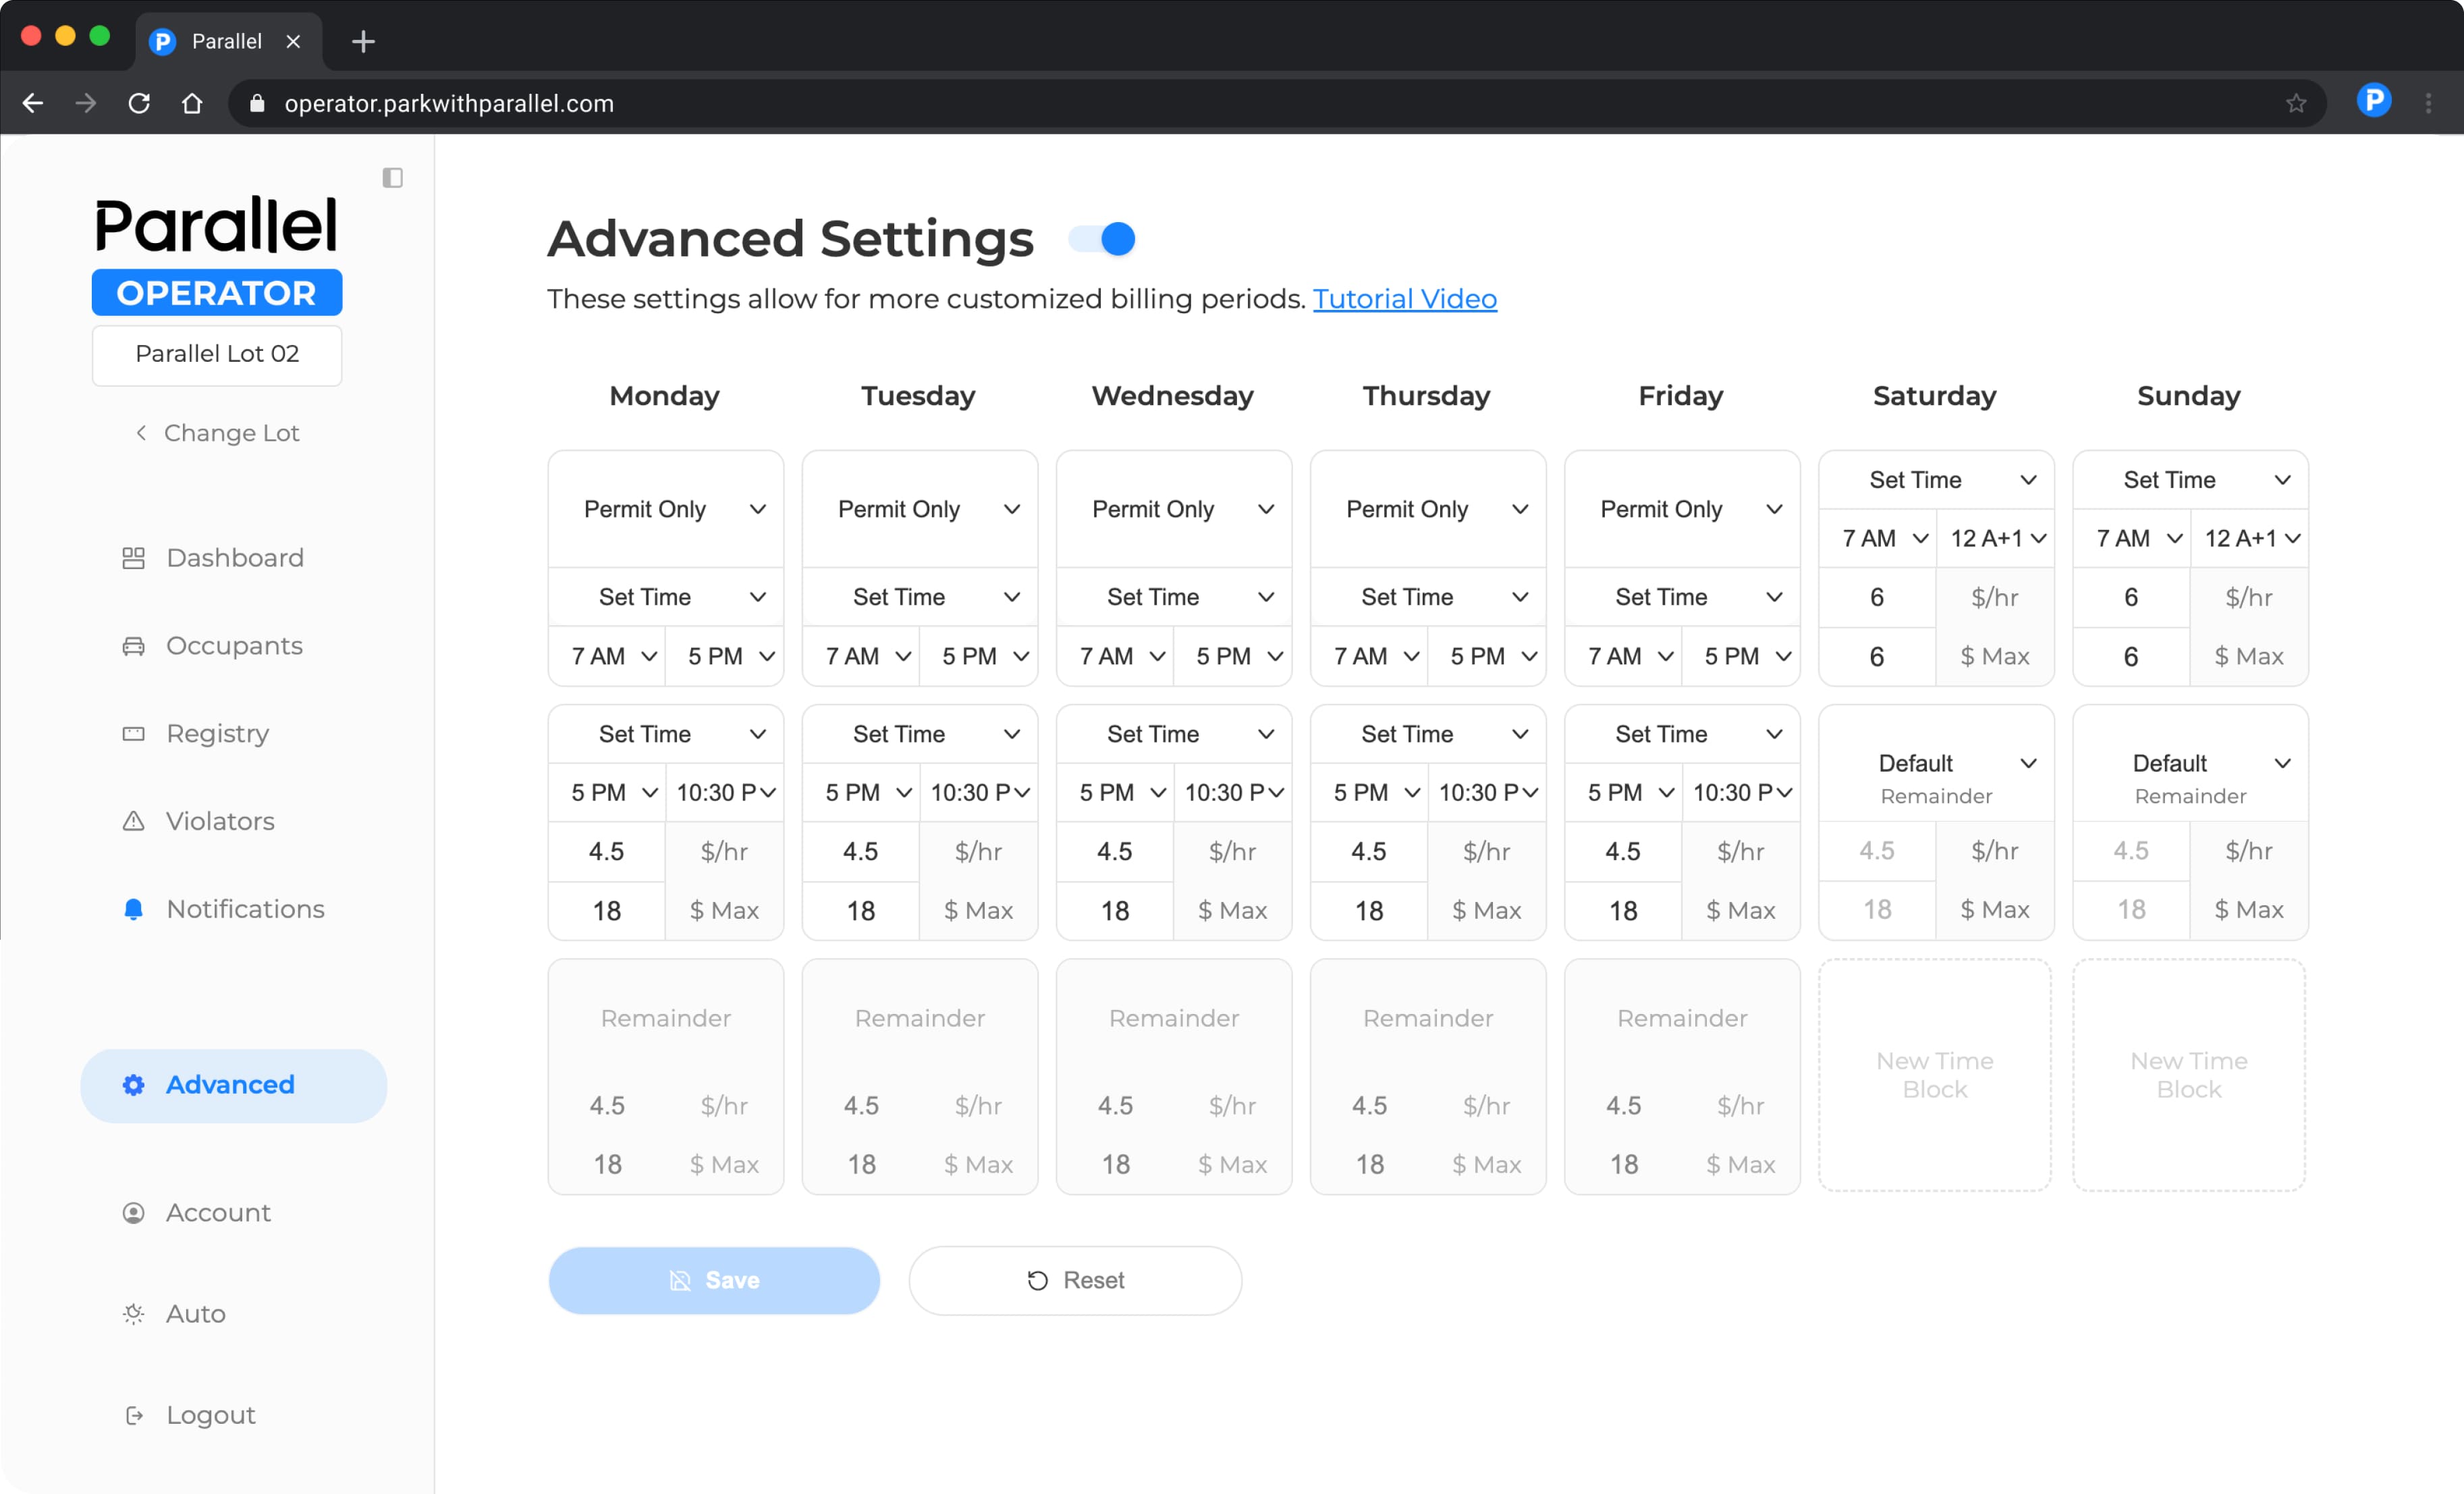 Parallel
operator.parkwithparallel.com
Parallel
OPERATOR
Parallel Lot 02
Change Lot
Dashboard
Occupants
Registry
Violators
Notifications
Advanced
Account
Auto
Logout
Advanced Settings
These settings allow for more customized billing periods. Tutorial Video
Monday Tuesday Wednesday Thursday Friday Saturday Sunday
Permit Only Permit Only Permit Only Permit Only Permit Only Set Time Set Time
7 AM 12 A+1 7 AM 12 A+1
Set Time Set Time Set Time Set Time Set Time 6 $/hr 6 $/hr
7 AM 5 PM 7 AM 5 PM 7 AM 5 PM 7 AM 5 PM 7 AM 5 PM 6 $ Max 6 $ Max
Set Time Set Time Set Time Set Time Set Time Default Default
5 PM 10:30 P 5 PM 10:30 P 5 PM 10:30 P 5 PM 10:30 P 5 PM 10:30 P Remainder Remainder
4.5 $/hr 4.5 $/hr 4.5 $/hr 4.5 $/hr 4.5 $/hr 4.5 $/hr 4.5 $/hr
18 $ Max 18 $ Max 18 $ Max 18 $ Max 18 $ Max 18 $ Max 18 $ Max
Remainder Remainder Remainder Remainder Remainder New Time New Time
Block Block
4.5 $/hr 4.5 $/hr 4.5 $/hr 4.5 $/hr 4.5 $/hr
18 $ Max 18 $ Max 18 $ Max 18 $ Max 18 $ Max
Save Reset